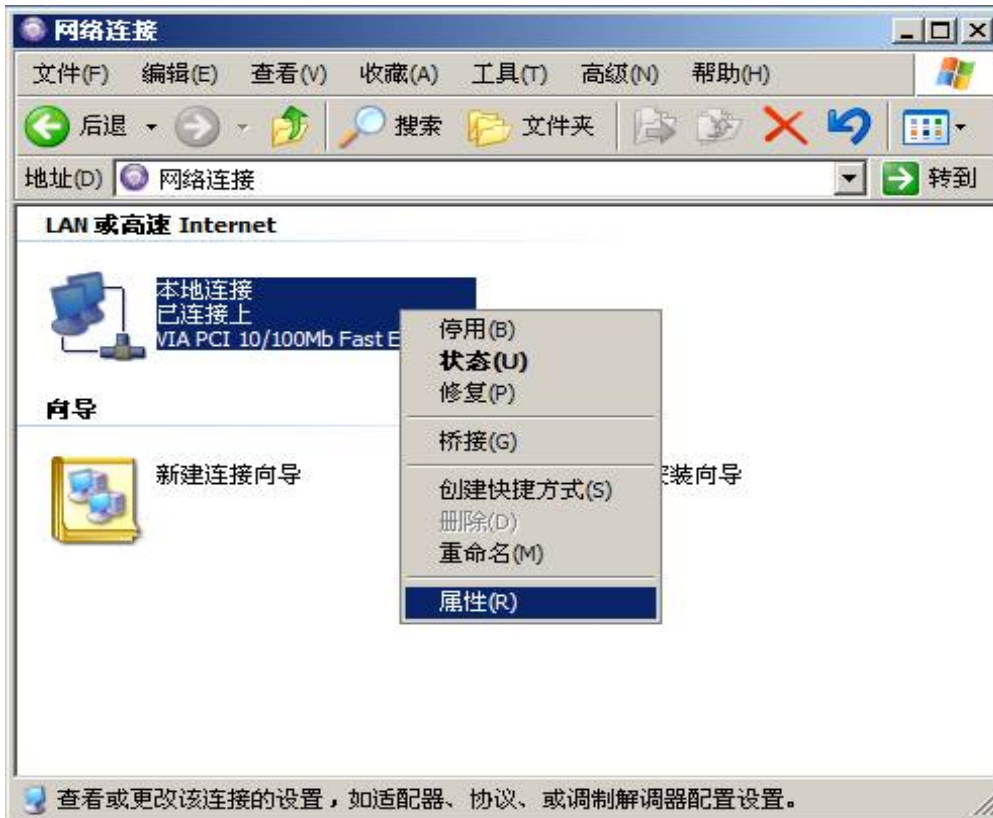 网络连接
文件(F) 编辑(E) 查看(V) 收藏(A) 工具(T) 高级(N) 帮助(H)
后退 搜索 文件夹
地址(D) 网络连接 转到
LAN 或高速 Internet
本地连接
已连接上
VIA PCI 10/100Mb Fast E
停用(B)
状态(U)
修复(P)
桥接(G)
创建快捷方式(S)
删除(D)
重命名(M)
属性(R)
向导
新建连接向导
装向导
查看或更改该连接的设置，如适配器、协议、或调制解调器配置设置。